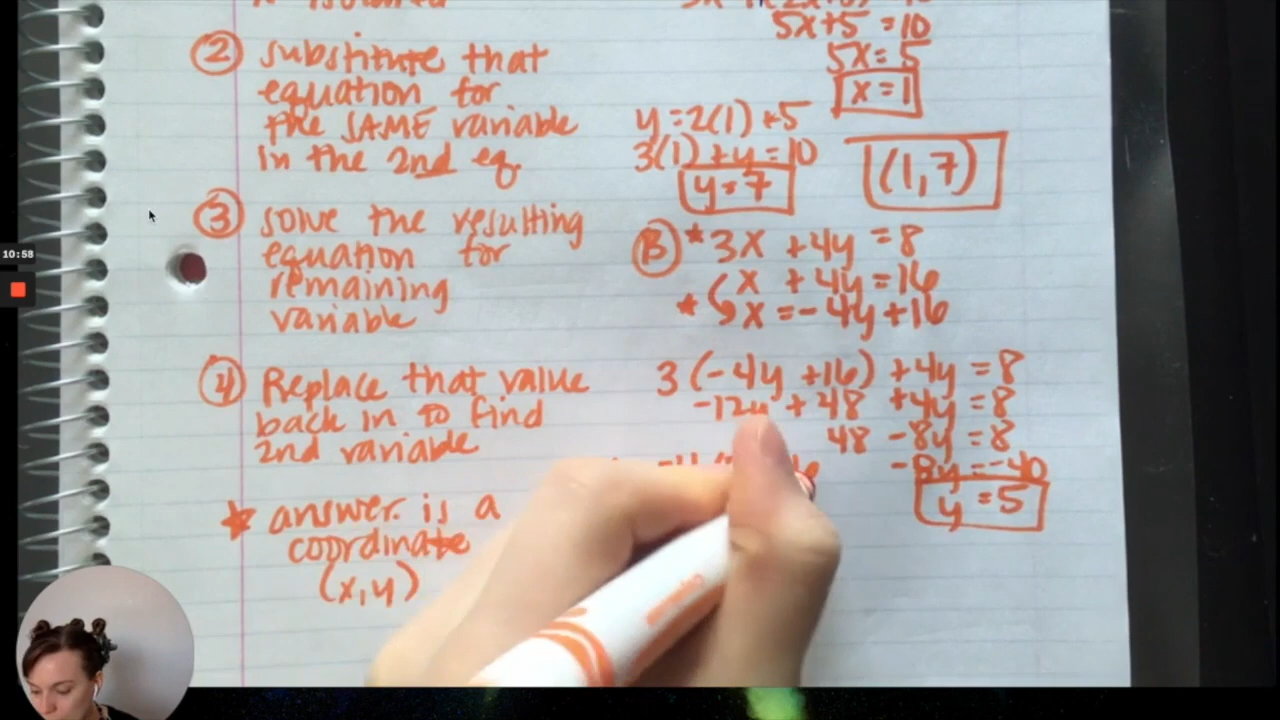 ② substitute that
equation for
the SAME variable
in the 2nd eq.
③ solve the resulting
equation for
remaining
variable
④ Replace that value
back in to find
2nd variable
★ answer is a
coordinate
(x,y)
5x+5 =10
5x=5
x=1
y=2(1)+5
3(1)+y=10
y=7
(1,7)
Ⓑ * 3x +4y =8
x +4y=16
* x=-4y+16
3(-4y +16) +4y =8
-12y + 48 +4y =8
48 -8y =8
-8y =-40
y =5
10:58